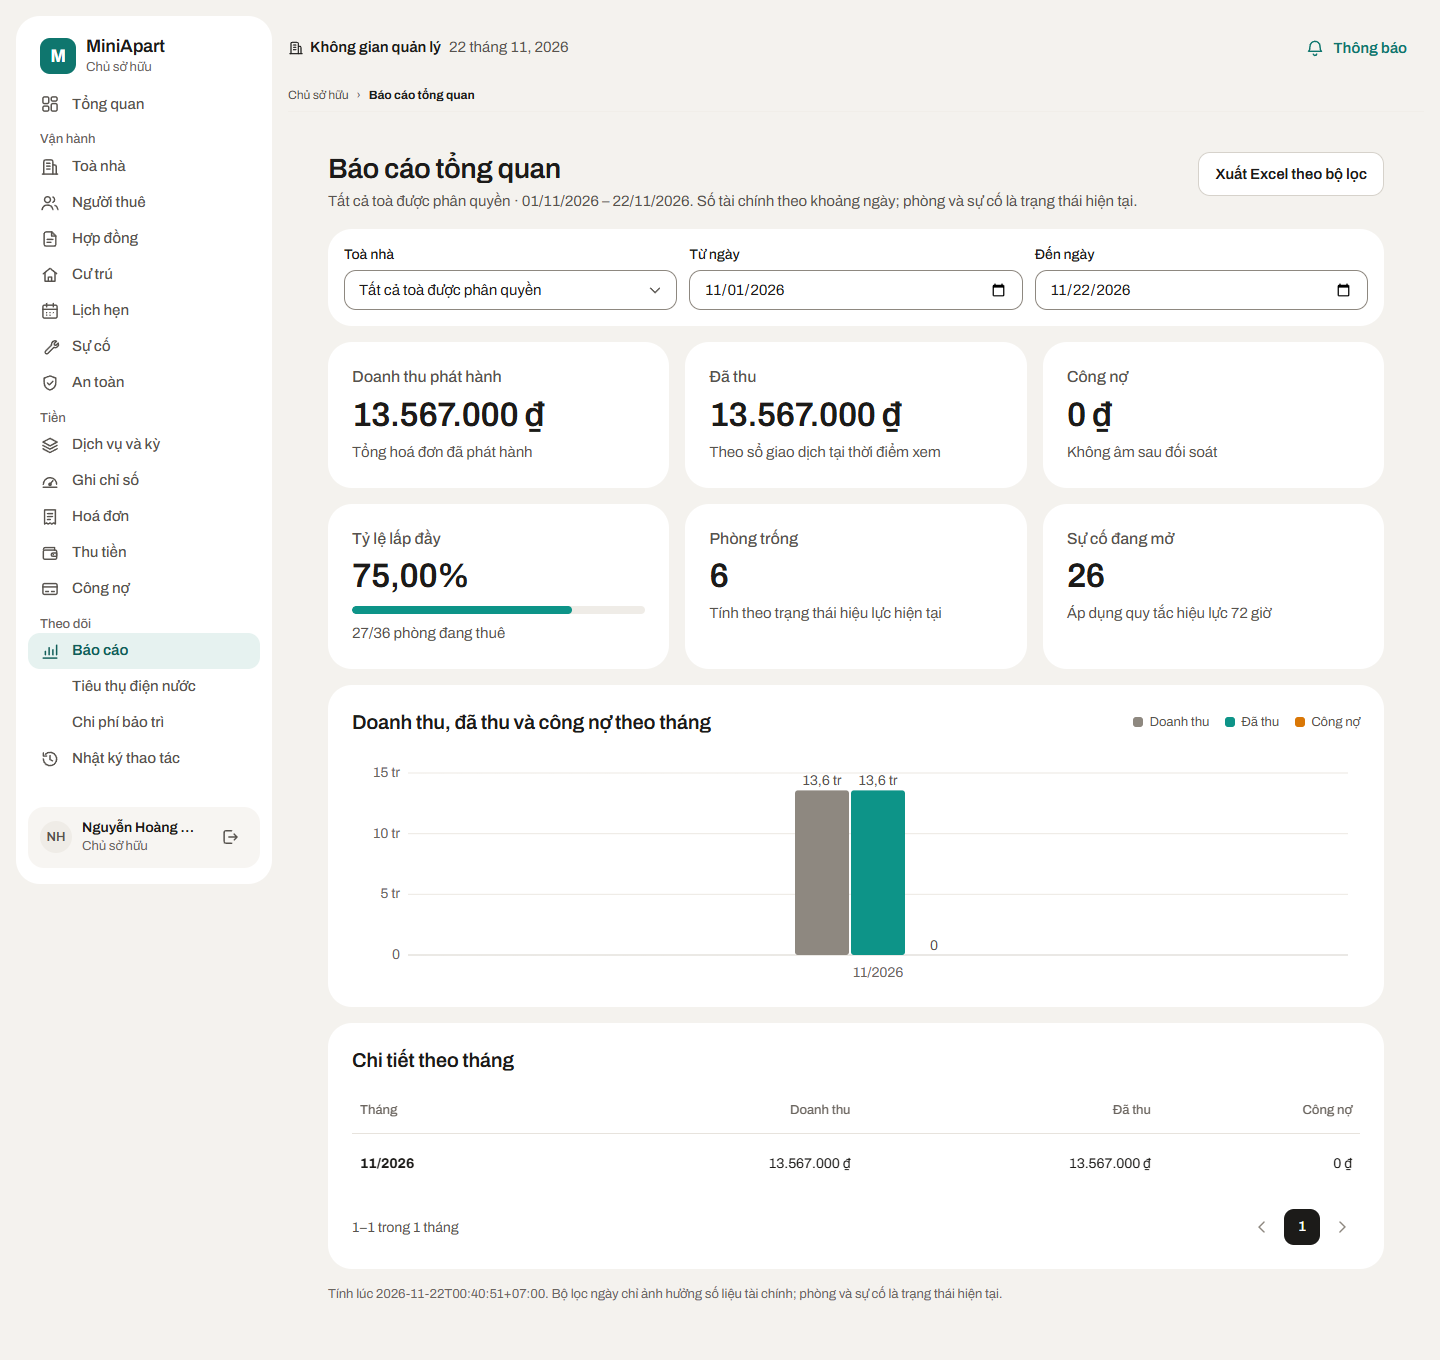 M
MiniApart
Chủ sở hữu
Tổng quan
Vận hành
Toà nhà
Người thuê
Hợp đồng
Cư trú
Lịch hẹn
Sự cố
An toàn
Tiền
Dịch vụ và kỳ
Ghi chỉ số
Hoá đơn
Thu tiền
Công nợ
Theo dõi
Báo cáo
Tiêu thụ điện nước
Chi phí bảo trì
Nhật ký thao tác
NH
Nguyễn Hoàng ...
Chủ sở hữu
Không gian quản lý 22 tháng 11, 2026
Thông báo
Chủ sở hữu › Báo cáo tổng quan
Báo cáo tổng quan
Tất cả toà được phân quyền · 01/11/2026 – 22/11/2026. Số tài chính theo khoảng ngày; phòng và sự cố là trạng thái hiện tại.
Xuất Excel theo bộ lọc
Toà nhà
Tất cả toà được phân quyền
Từ ngày
11/01/2026
Đến ngày
11/22/2026
Doanh thu phát hành
13.567.000 ₫
Tổng hoá đơn đã phát hành
Đã thu
13.567.000 ₫
Theo sổ giao dịch tại thời điểm xem
Công nợ
0 ₫
Không âm sau đối soát
Tỷ lệ lấp đầy
75,00%
27/36 phòng đang thuê
Phòng trống
6
Tính theo trạng thái hiệu lực hiện tại
Sự cố đang mở
26
Áp dụng quy tắc hiệu lực 72 giờ
Doanh thu, đã thu và công nợ theo tháng
Doanh thu Đã thu Công nợ
15 tr
10 tr
5 tr
0
13,6 tr 13,6 tr
0
11/2026
Chi tiết theo tháng
Tháng Doanh thu Đã thu Công nợ
11/2026 13.567.000 ₫ 13.567.000 ₫ 0 ₫
1–1 trong 1 tháng
1
Tính lúc 2026-11-22T00:40:51+07:00. Bộ lọc ngày chỉ ảnh hưởng số liệu tài chính; phòng và sự cố là trạng thái hiện tại.